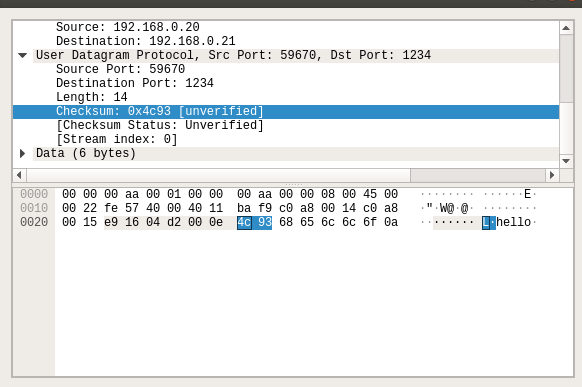 Source: 192.168.0.20
Destination: 192.168.0.21
User Datagram Protocol, Src Port: 59670, Dst Port: 1234
Source Port: 59670
Destination Port: 1234
Length: 14
Checksum: 0x4c93 [unverified]
[Checksum Status: Unverified]
[Stream index: 0]
Data (6 bytes)
0000 00 00 00 aa 00 01 00 00 00 aa 00 00 08 00 45 00 ········ ······E·
0010 00 22 fe 57 40 00 40 11 ba f9 c0 a8 00 14 c0 a8 ·"·W@·@· ········
0020 00 15 e9 16 04 d2 00 0e 4c 93 68 65 6c 6c 6f 0a ········ L·hello·